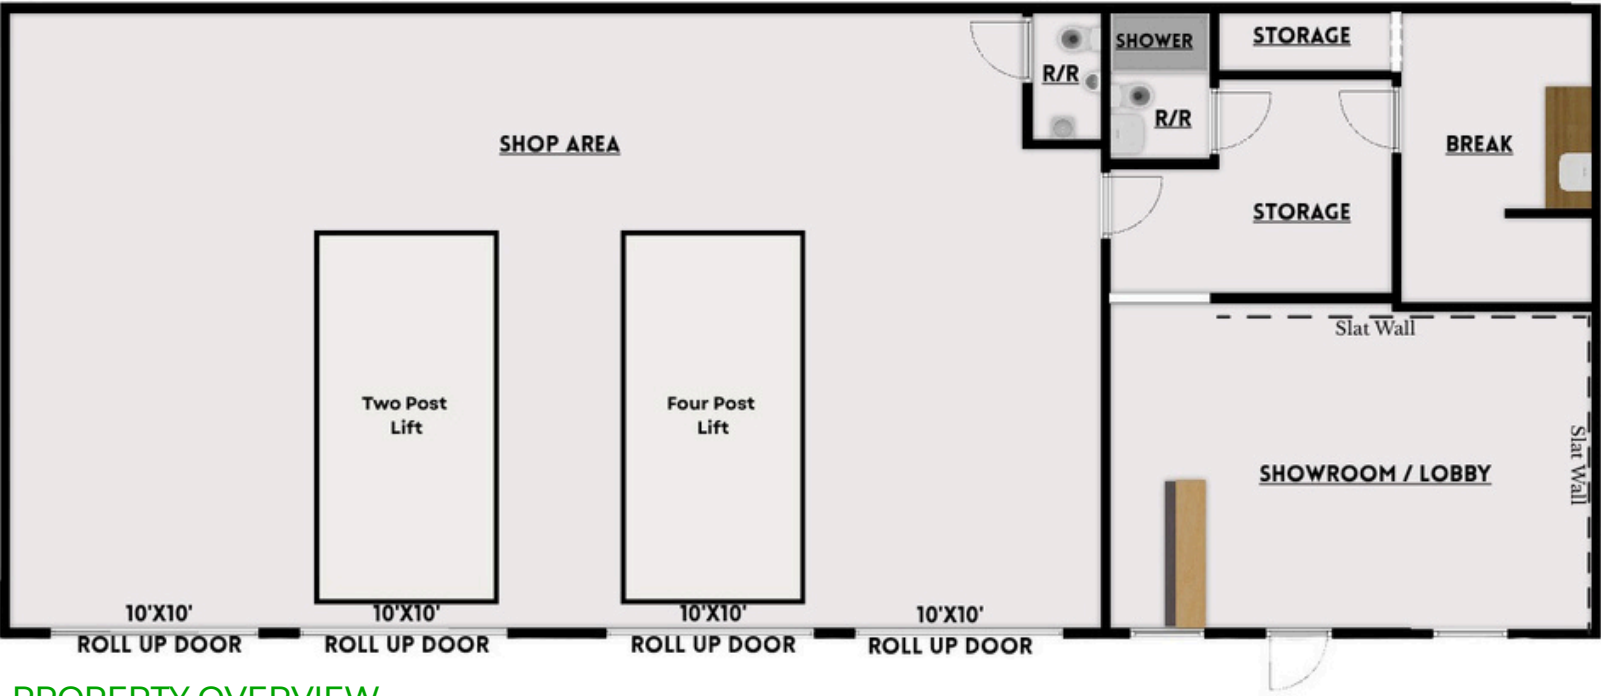 SHOWER
STORAGE
R/R
R/R
SHOP AREA
BREAK
STORAGE
Slat Wall
Two Post
Lift
Four Post
Lift
Slat Wall
SHOWROOM / LOBBY
10'X10'
ROLL UP DOOR
10'X10'
ROLL UP DOOR
10'X10'
ROLL UP DOOR
10'X10'
ROLL UP DOOR
PROPERTY OVERVIEW